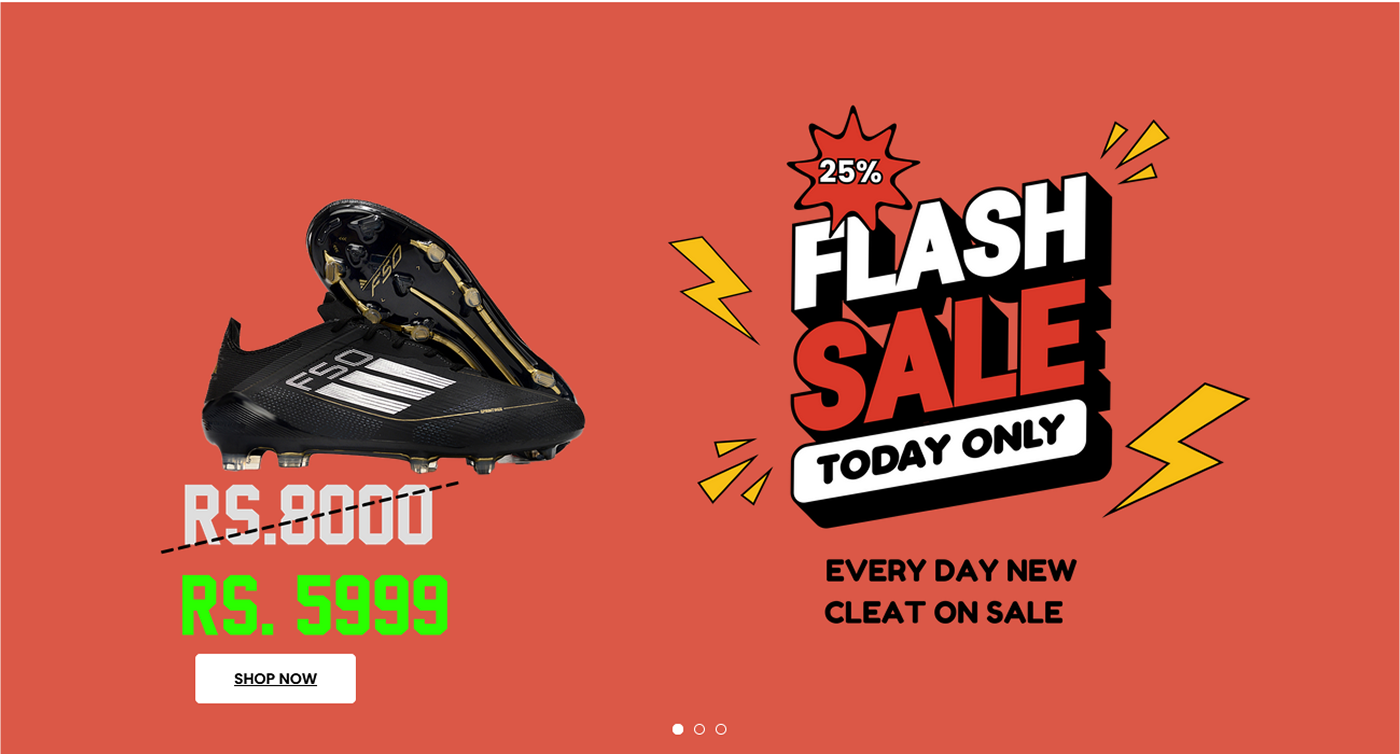 25%
FLASH
SALE
TODAY ONLY
F50
F50
RS.8000
RS. 5999
SHOP NOW
EVERY DAY NEW
CLEAT ON SALE